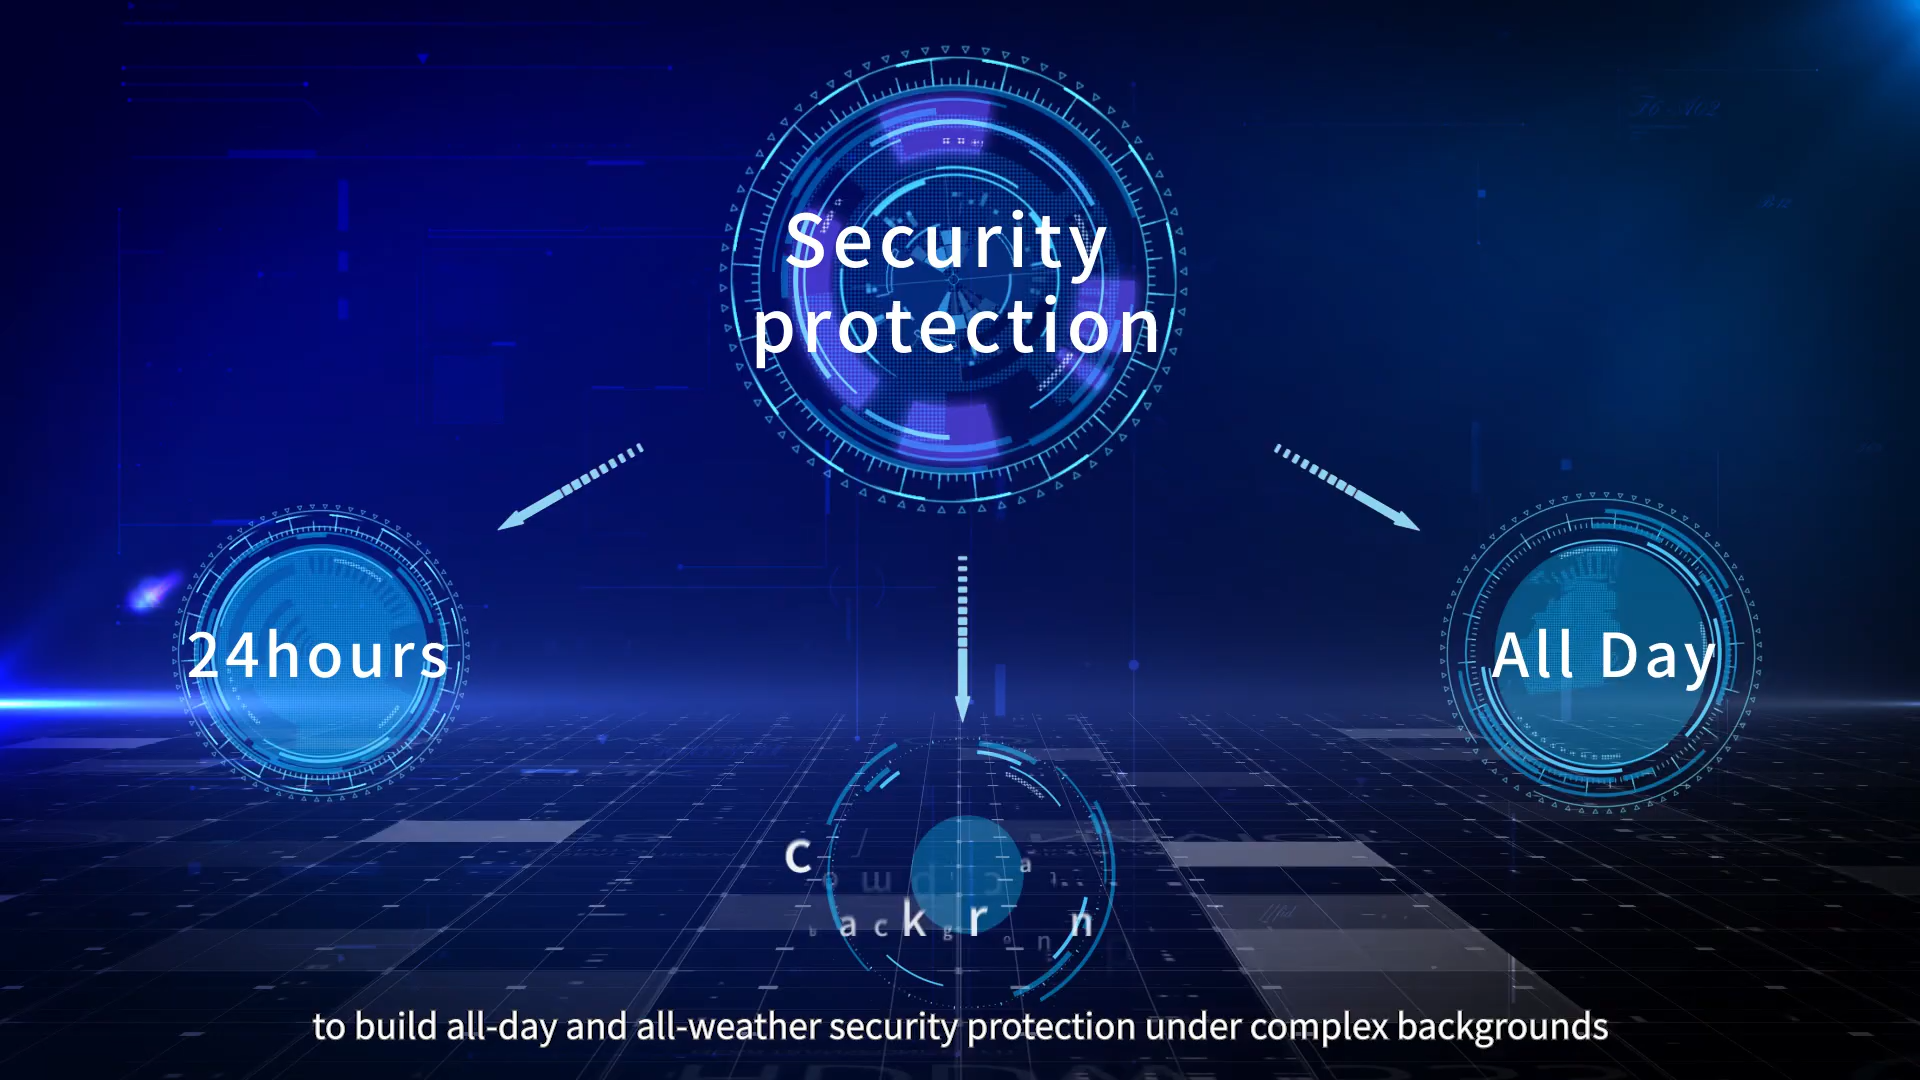 Security
protection
24hours
All Day
to build all-day and all-weather security protection under complex backgrounds